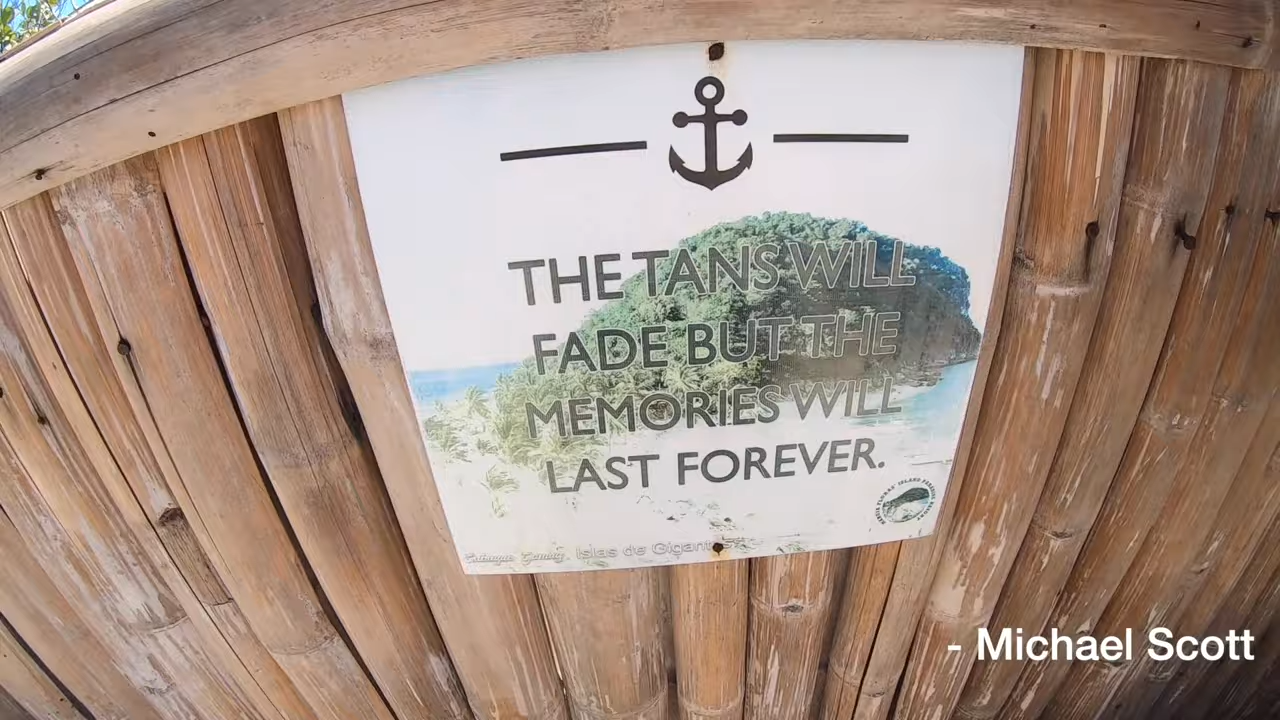 THE TANS WILL
FADE BUT THE
MEMORIES WILL
LAST FOREVER.
Islas de Gigantes
- Michael Scott